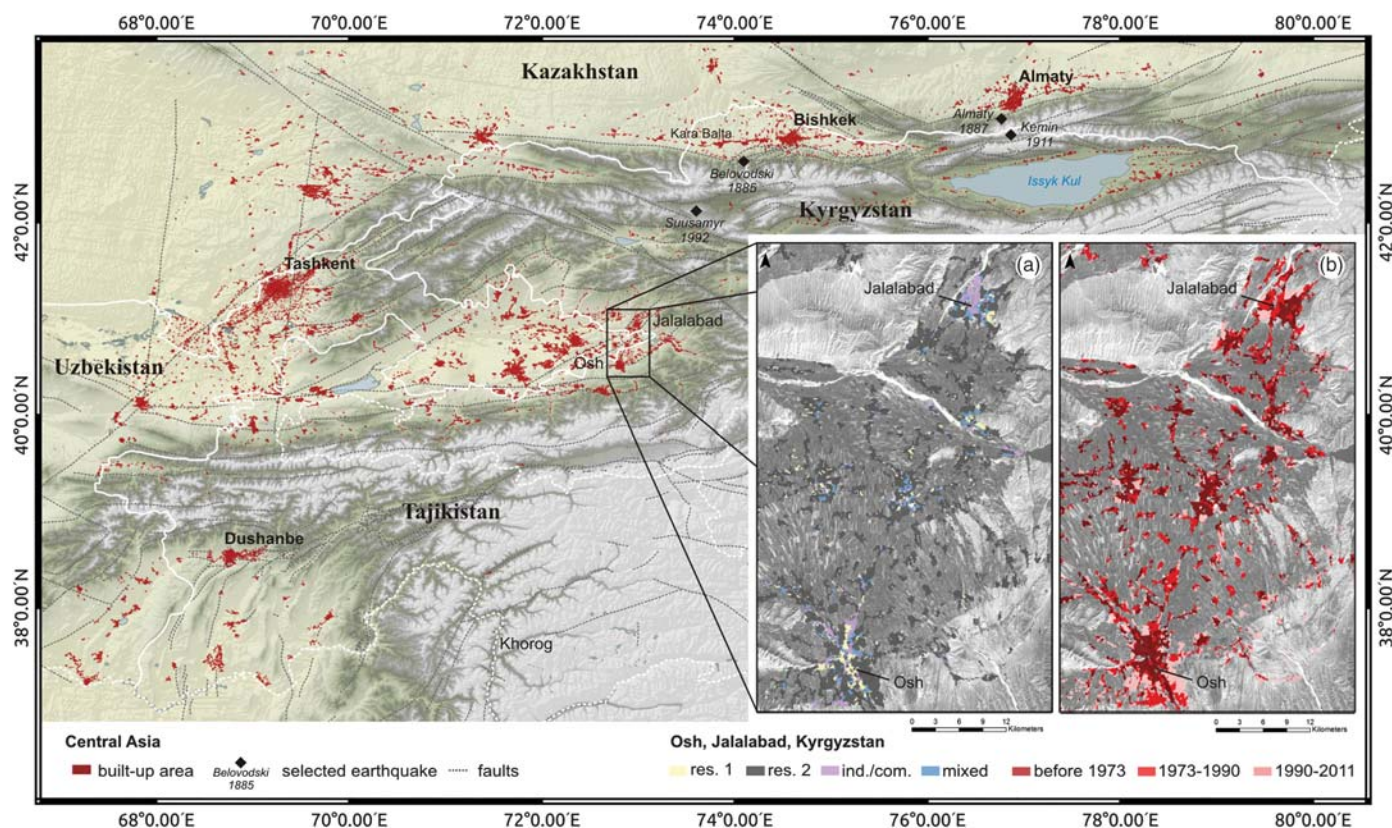 68°0.00'E 70°0.00'E 72°0.00'E 74°0.00'E 76°0.00'E 78°0.00'E 80°0.00'E
Kazakhstan
Almaty
Almaty
1887
Kemin
1911
Bishkek
Kara Balta
Belovodski
1885
Issyk Kul
Suusamyr
1992
Kyrgyzstan
42°0.00'N
42°0.00'N
Tashkent
Jalalabad
Osh
Uzbekistan
40°0.00'N
40°0.00'N
Tajikistan
Dushanbe
38°0.00'N
38°0.00'N
Khorog
(a)
Jalalabad
Osh
0 3 6 9 12
Kilometers
(b)
Jalalabad
Osh
0 3 6 9 12
Kilometers
Central Asia
built-up area
Belovodski
1885
selected earthquake
faults
Osh, Jalalabad, Kyrgyzstan
res. 1 res. 2 ind./com. mixed before 1973 1973-1990 1990-2011
68°0.00'E 70°0.00'E 72°0.00'E 74°0.00'E 76°0.00'E 78°0.00'E 80°0.00'E